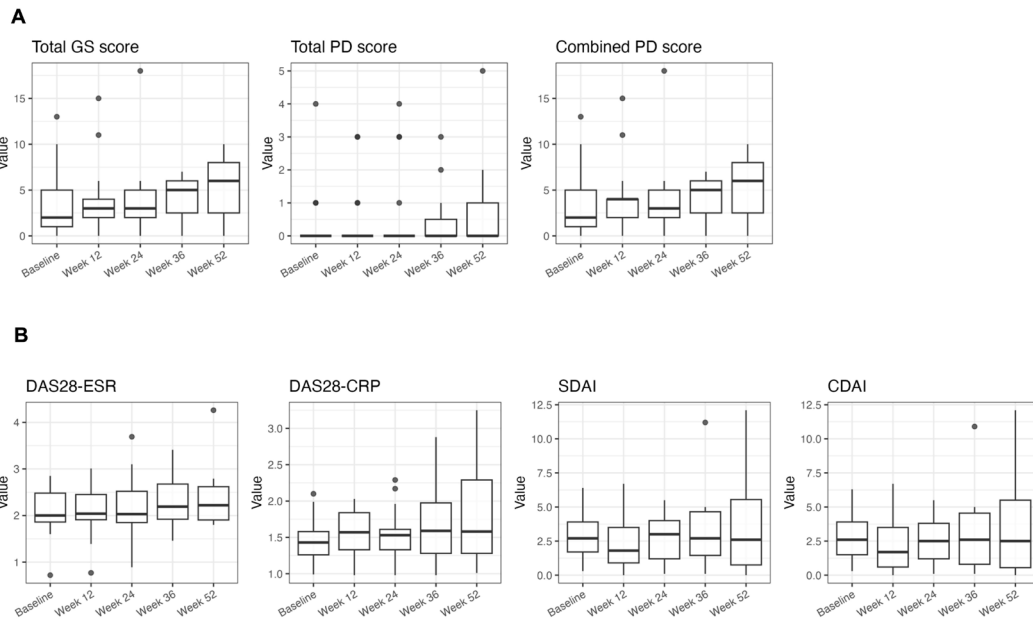 A
Total GS score
Total PD score
Combined PD score
Value
15
10
5
0
Baseline
Week 12
Week 24
Week 36
Week 52
Value
5
4
3
2
1
0
Baseline
Week 12
Week 24
Week 36
Week 52
Value
15
10
5
0
Baseline
Week 12
Week 24
Week 36
Week 52
B
DAS28-ESR
DAS28-CRP
SDAI
CDAI
Value
4
3
2
1
Baseline
Week 12
Week 24
Week 36
Week 52
Value
3.0
2.5
2.0
1.5
1.0
Baseline
Week 12
Week 24
Week 36
Week 52
Value
12.5
10.0
7.5
5.0
2.5
0.0
Baseline
Week 12
Week 24
Week 36
Week 52
Value
12.5
10.0
7.5
5.0
2.5
0.0
Baseline
Week 12
Week 24
Week 36
Week 52